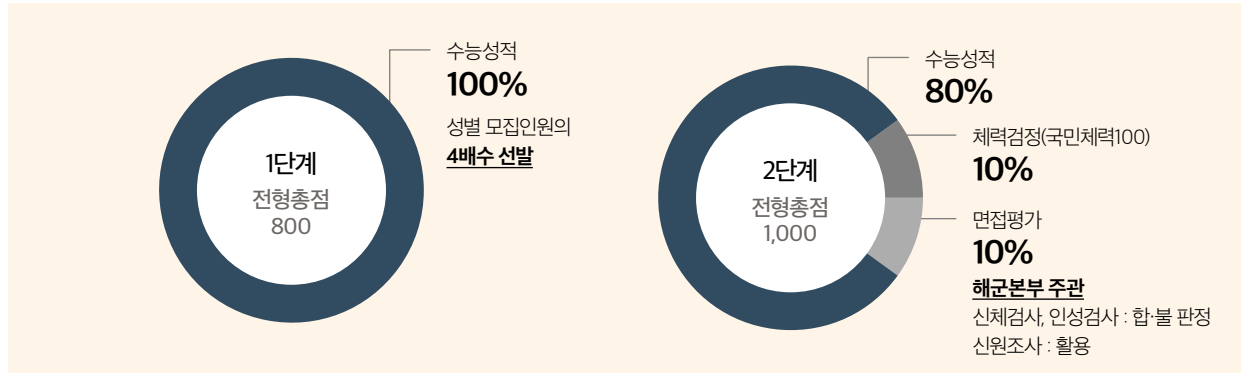 수능성적
100%
성별 모집인원의
4배수 선발
1단계
전형총점
800
수능성적
80%
체력검정(국민체력100)
10%
면접평가
10%
해군본부 주관
신체검사, 인성검사 : 합·불 판정
신원조사 : 활용
2단계
전형총점
1,000